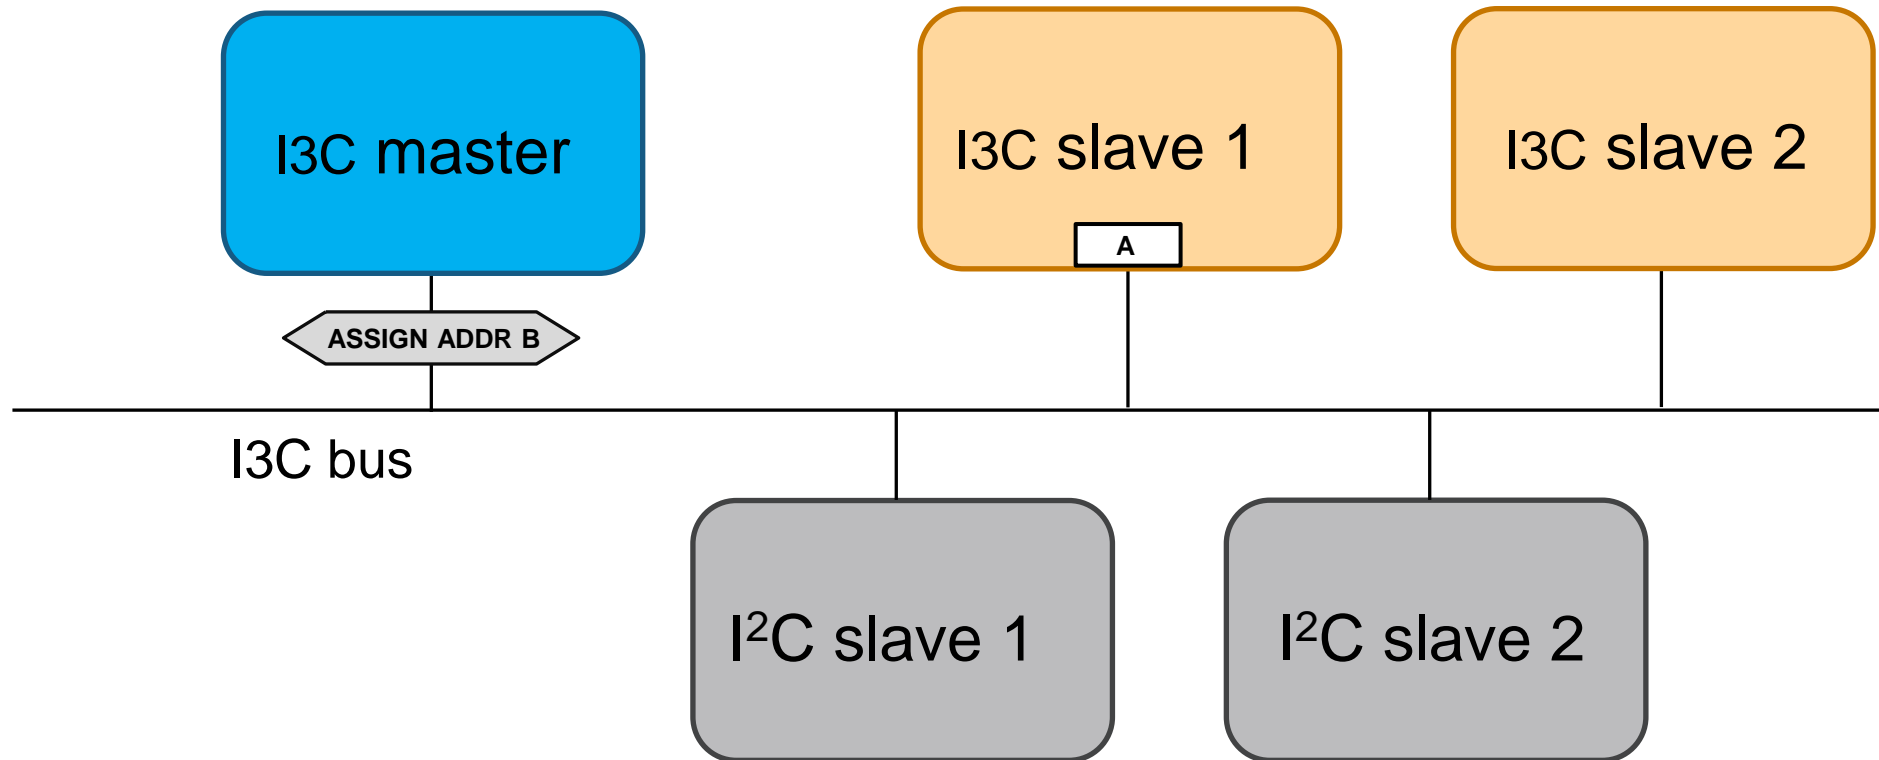 I3C master
I3C slave 1
I3C slave 2
A
ASSIGN ADDR B
I3C bus
I²C slave 1
I²C slave 2